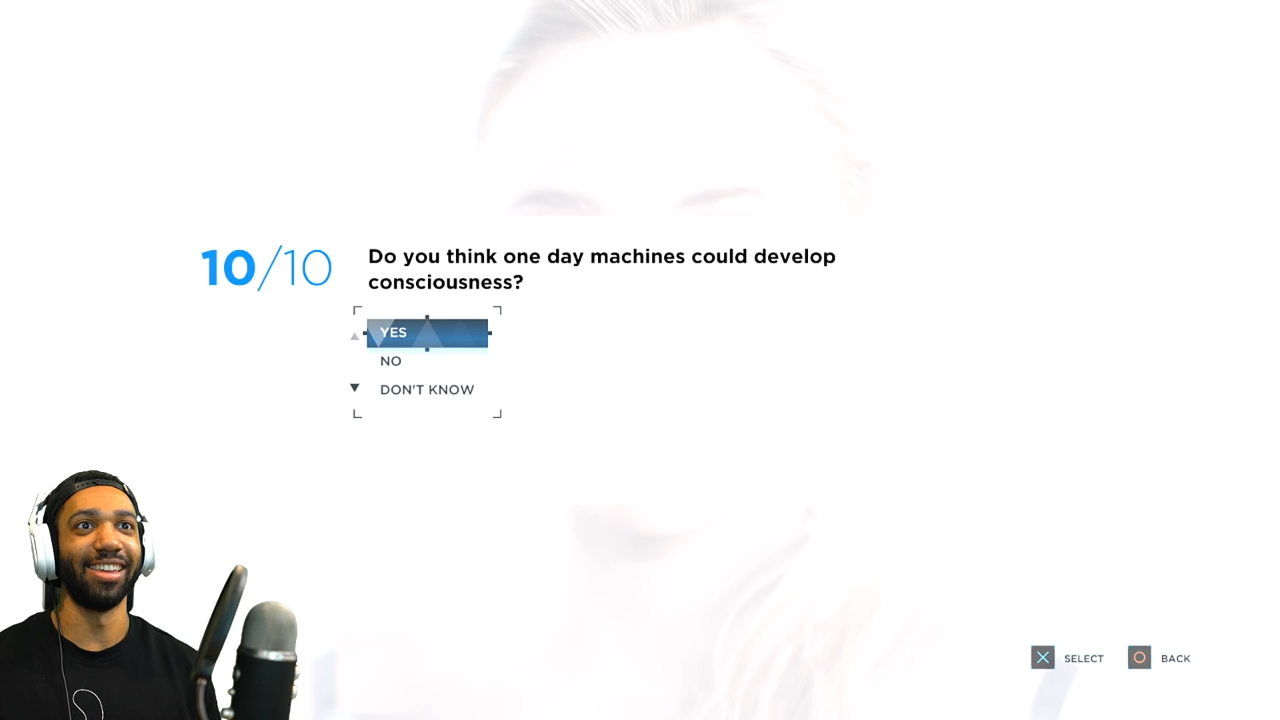 10/10
Do you think one day machines could develop
consciousness?
YES
NO
DON'T KNOW
SELECT
BACK